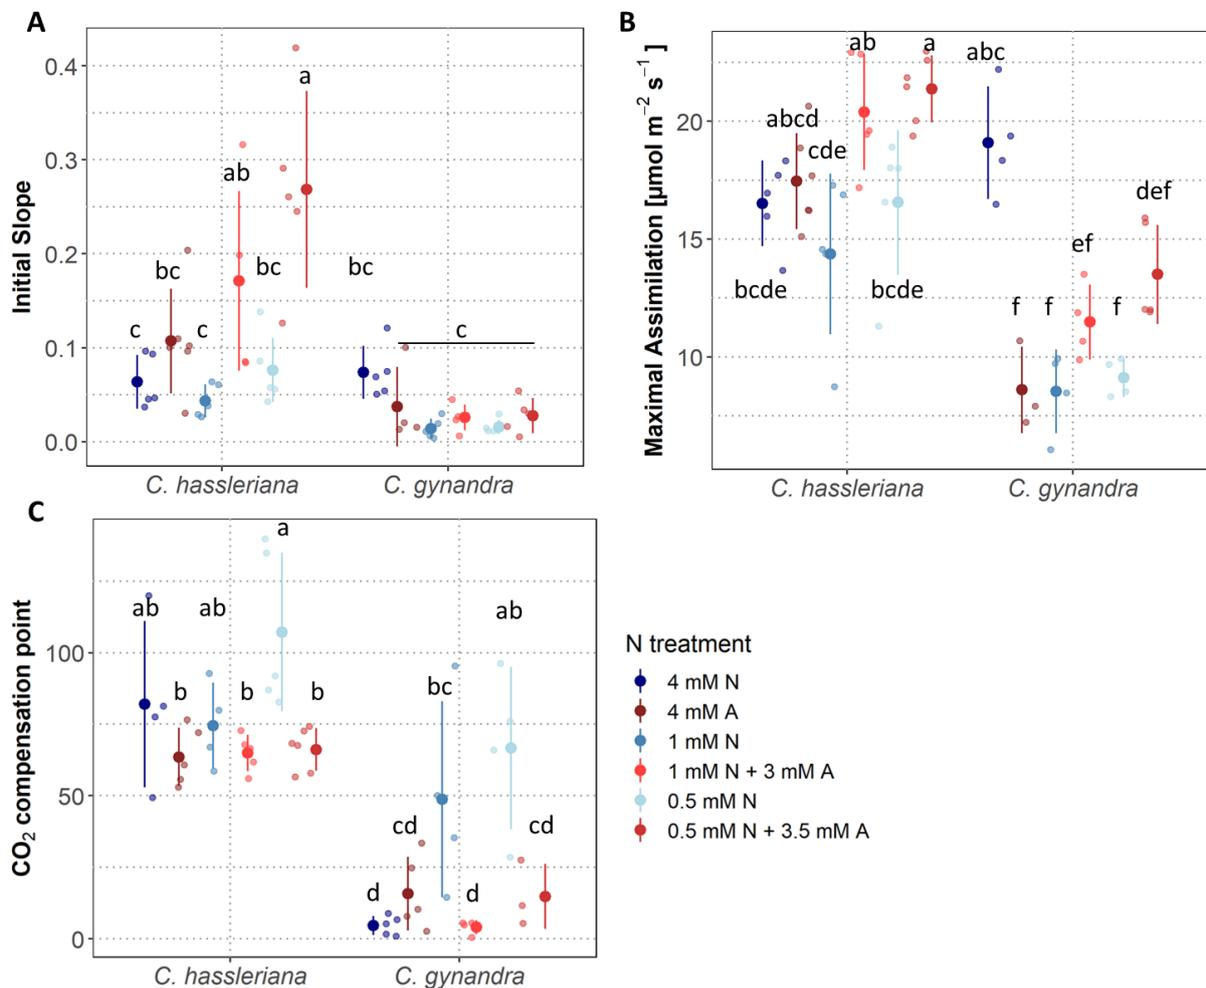 A
Initial Slope
0.4
0.3
0.2
0.1
0.0
c
bc
c
ab
bc
a
bc
c
C. hassleriana
C. gynandra
B
Maximal Assimilation [µmol m⁻² s⁻¹ ]
20
15
10
bcde
abcd
cde
ab
bcde
a
abc
f
f
ef
f
def
C. hassleriana
C. gynandra
C
CO₂ compensation point
100
50
0
ab
b
ab
b
a
b
d
cd
bc
d
ab
cd
C. hassleriana
C. gynandra
N treatment
4 mM N
4 mM A
1 mM N
1 mM N + 3 mM A
0.5 mM N
0.5 mM N + 3.5 mM A